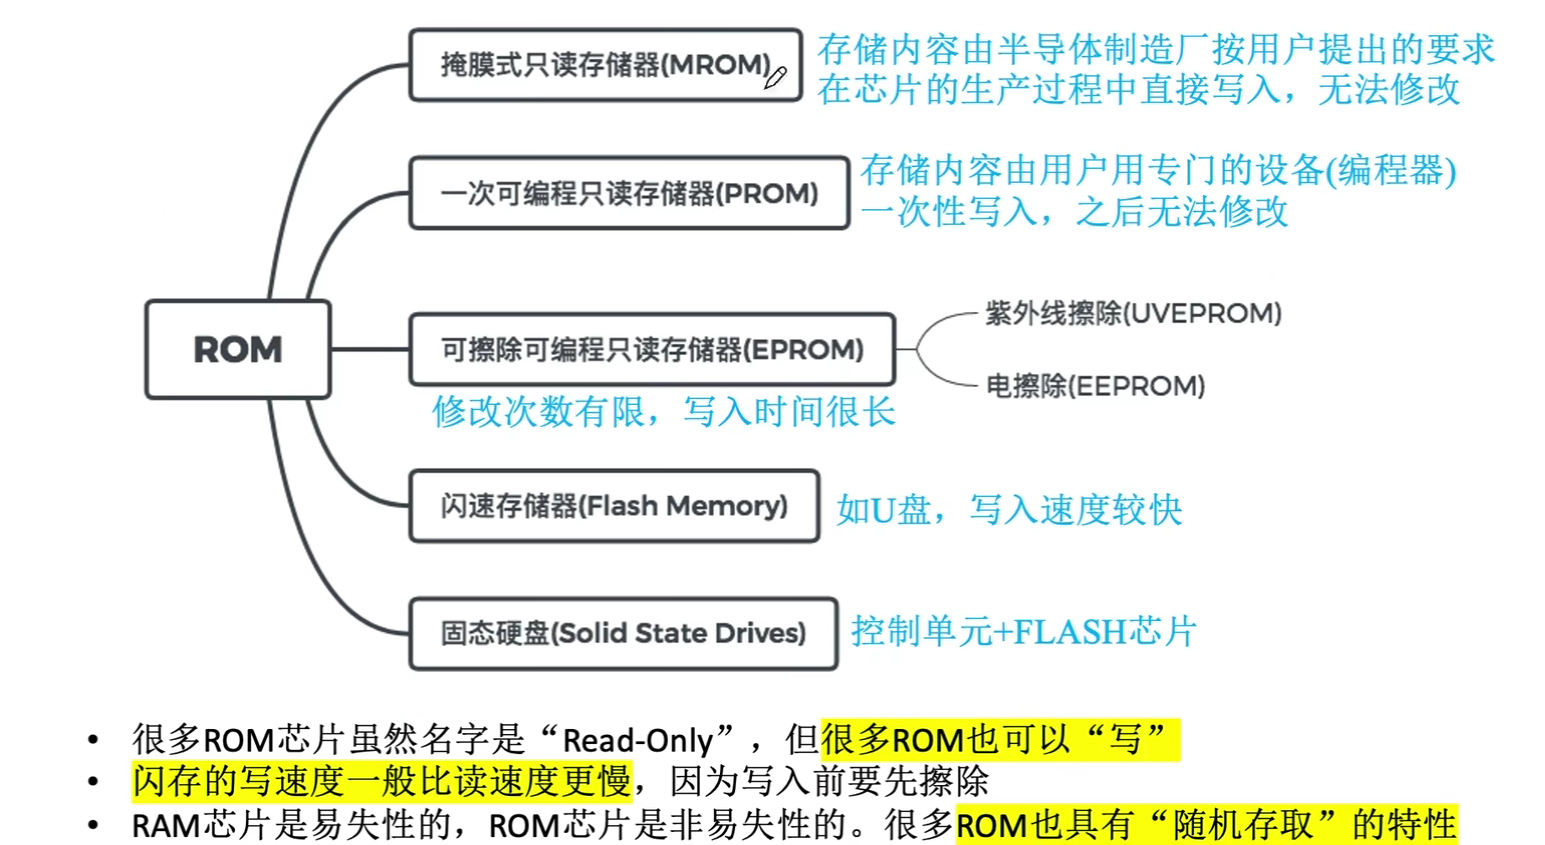 掩膜式只读存储器(MROM)
存储内容由半导体制造厂按用户提出的要求
在芯片的生产过程中直接写入，无法修改
一次可编程只读存储器(PROM)
存储内容由用户用专门的设备(编程器)
一次性写入，之后无法修改
ROM
可擦除可编程只读存储器(EPROM)
紫外线擦除(UVEPROM)
电擦除(EEPROM)
修改次数有限，写入时间很长
闪速存储器(Flash Memory)
如U盘，写入速度较快
固态硬盘(Solid State Drives)
控制单元+FLASH芯片
• 很多ROM芯片虽然名字是“Read-Only”，但很多ROM也可以“写”
• 闪存的写速度一般比读速度更慢，因为写入前要先擦除
• RAM芯片是易失性的，ROM芯片是非易失性的。很多ROM也具有“随机存取”的特性